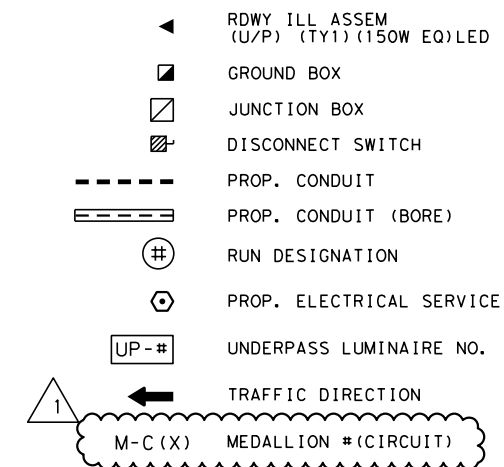 RDWY ILL ASSEM
(U/P) (TY1)(150W EQ)LED
GROUND BOX
JUNCTION BOX
DISCONNECT SWITCH
PROP. CONDUIT
PROP. CONDUIT (BORE)
# RUN DESIGNATION
PROP. ELECTRICAL SERVICE
UP-# UNDERPASS LUMINAIRE NO.
TRAFFIC DIRECTION
1
M-C(X) MEDALLION #(CIRCUIT)